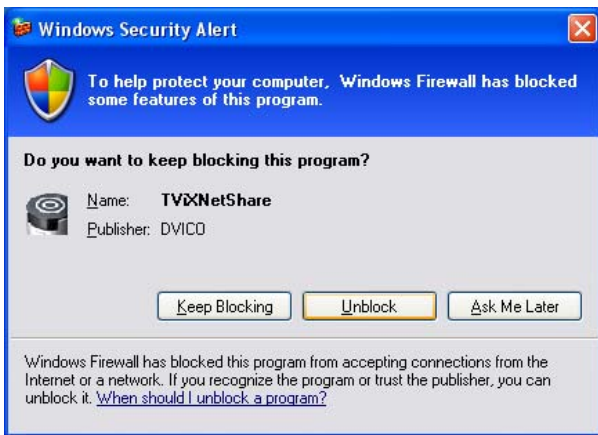 Windows Security Alert
To help protect your computer, Windows Firewall has blocked
some features of this program.
Do you want to keep blocking this program?
Name: TViXNetShare
Publisher: DVICO
Keep Blocking Unblock Ask Me Later
Windows Firewall has blocked this program from accepting connections from the
Internet or a network. If you recognize the program or trust the publisher, you can
unblock it. When should I unblock a program?